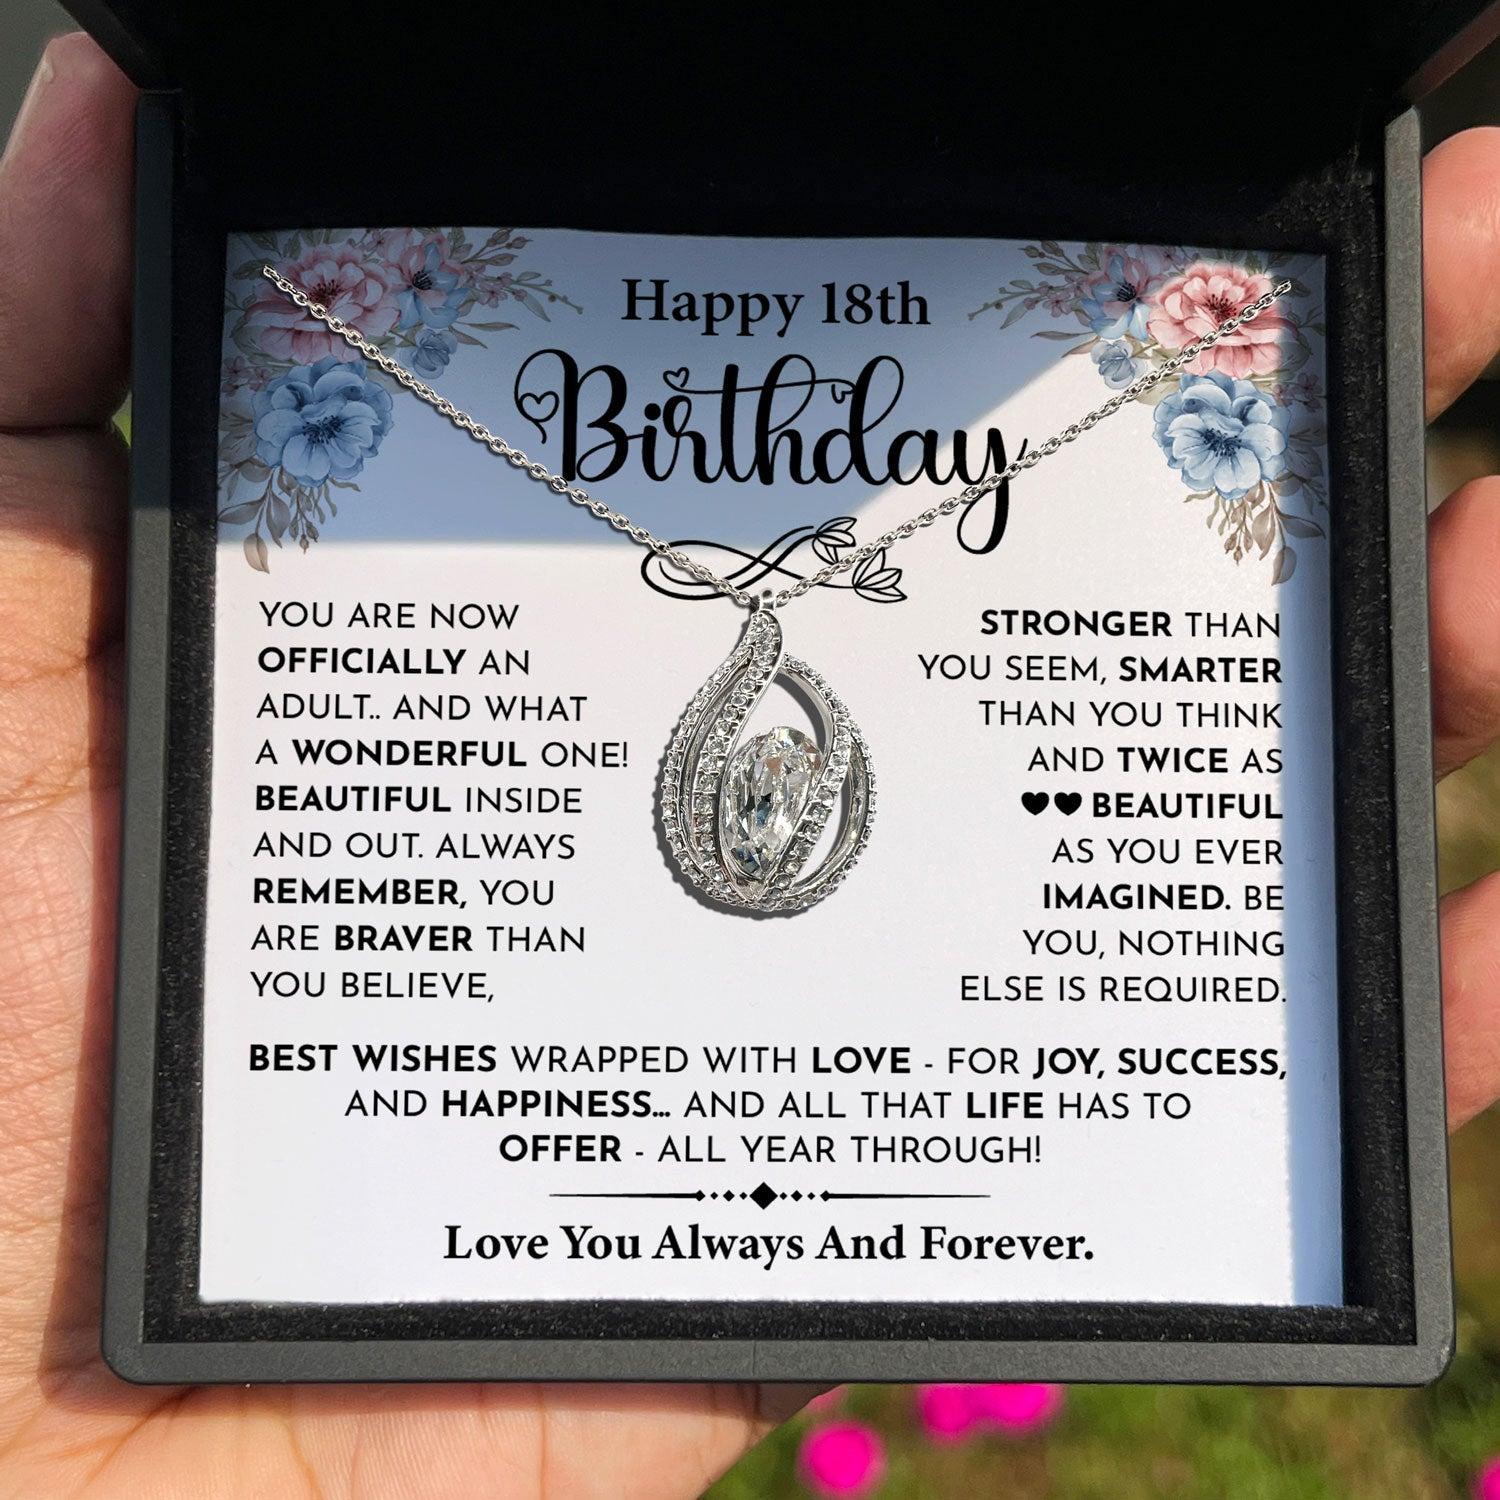 Happy 18th
Birthday
YOU ARE NOW
OFFICIALLY AN
ADULT.. AND WHAT
A WONDERFUL ONE!
BEAUTIFUL INSIDE
AND OUT. ALWAYS
REMEMBER, YOU
ARE BRAVER THAN
YOU BELIEVE,
STRONGER THAN
YOU SEEM, SMARTER
THAN YOU THINK
AND TWICE AS
♥♥ BEAUTIFUL
AS YOU EVER
IMAGINED. BE
YOU, NOTHING
ELSE IS REQUIRED.
BEST WISHES WRAPPED WITH LOVE - FOR JOY, SUCCESS,
AND HAPPINESS... AND ALL THAT LIFE HAS TO
OFFER - ALL YEAR THROUGH!
Love You Always And Forever.